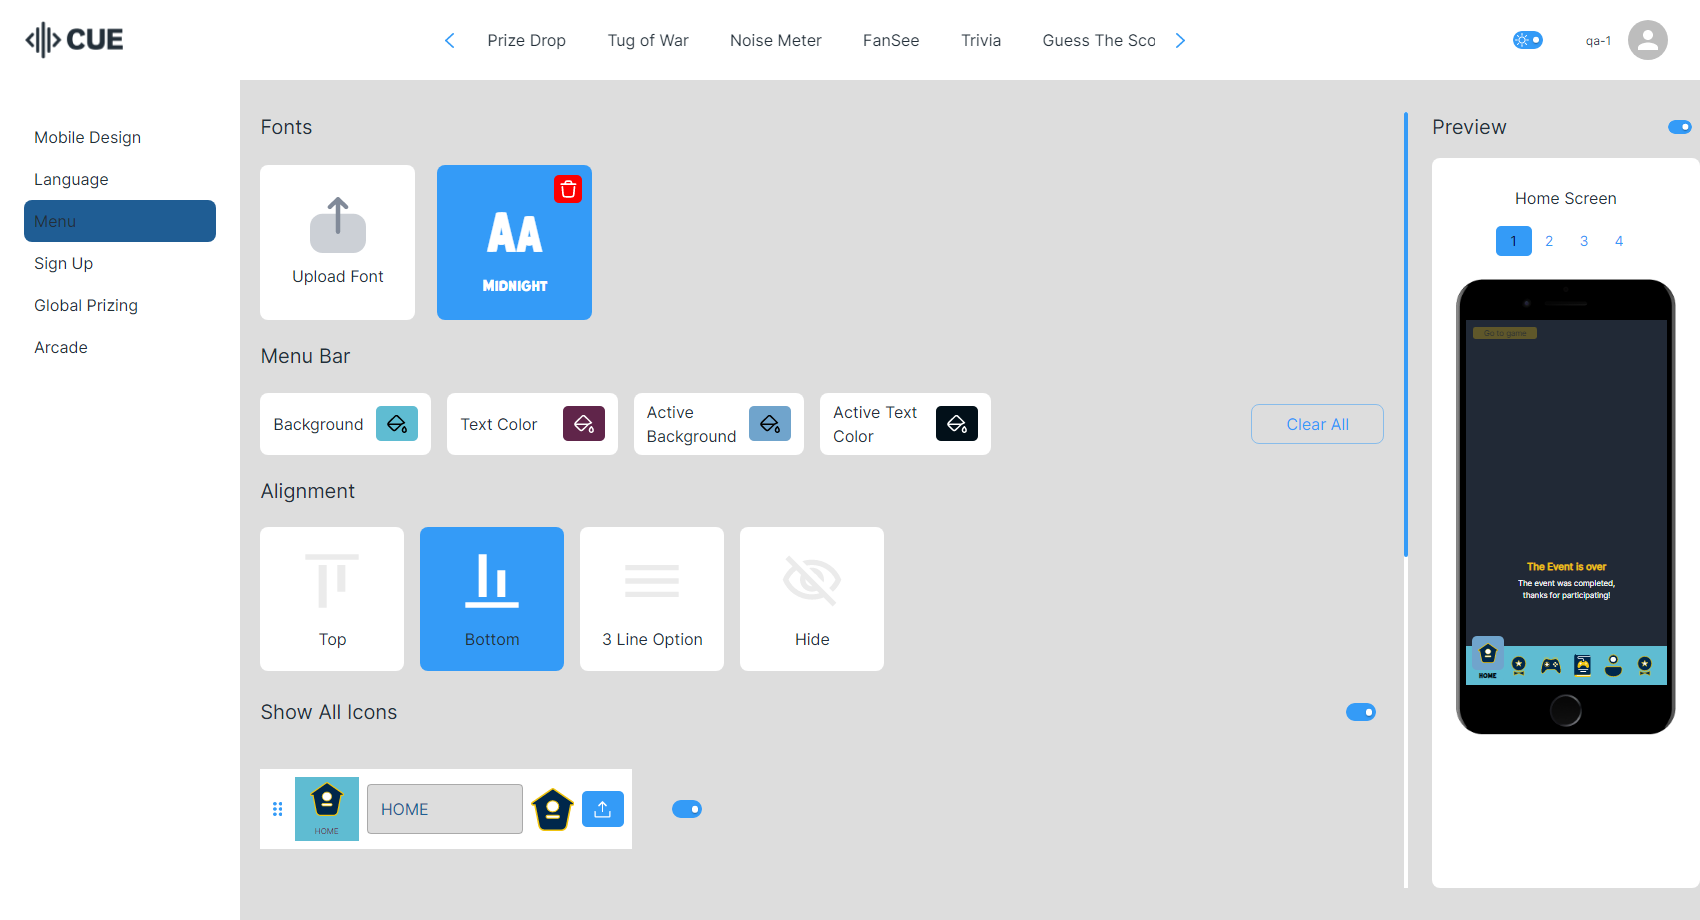 CUE
Prize Drop
Tug of War
Noise Meter
FanSee
Trivia
Guess The Sco
qa-1
Mobile Design
Language
Menu
Sign Up
Global Prizing
Arcade
Fonts
Upload Font
AA
MIDNIGHT
Menu Bar
Background
Text Color
Active
Background
Active Text
Color
Clear All
Alignment
Top
Bottom
3 Line Option
Hide
Show All Icons
HOME
HOME
Preview
Home Screen
1 2 3 4
Go to game
The Event is over
The event was completed,
thanks for participating!
HOME